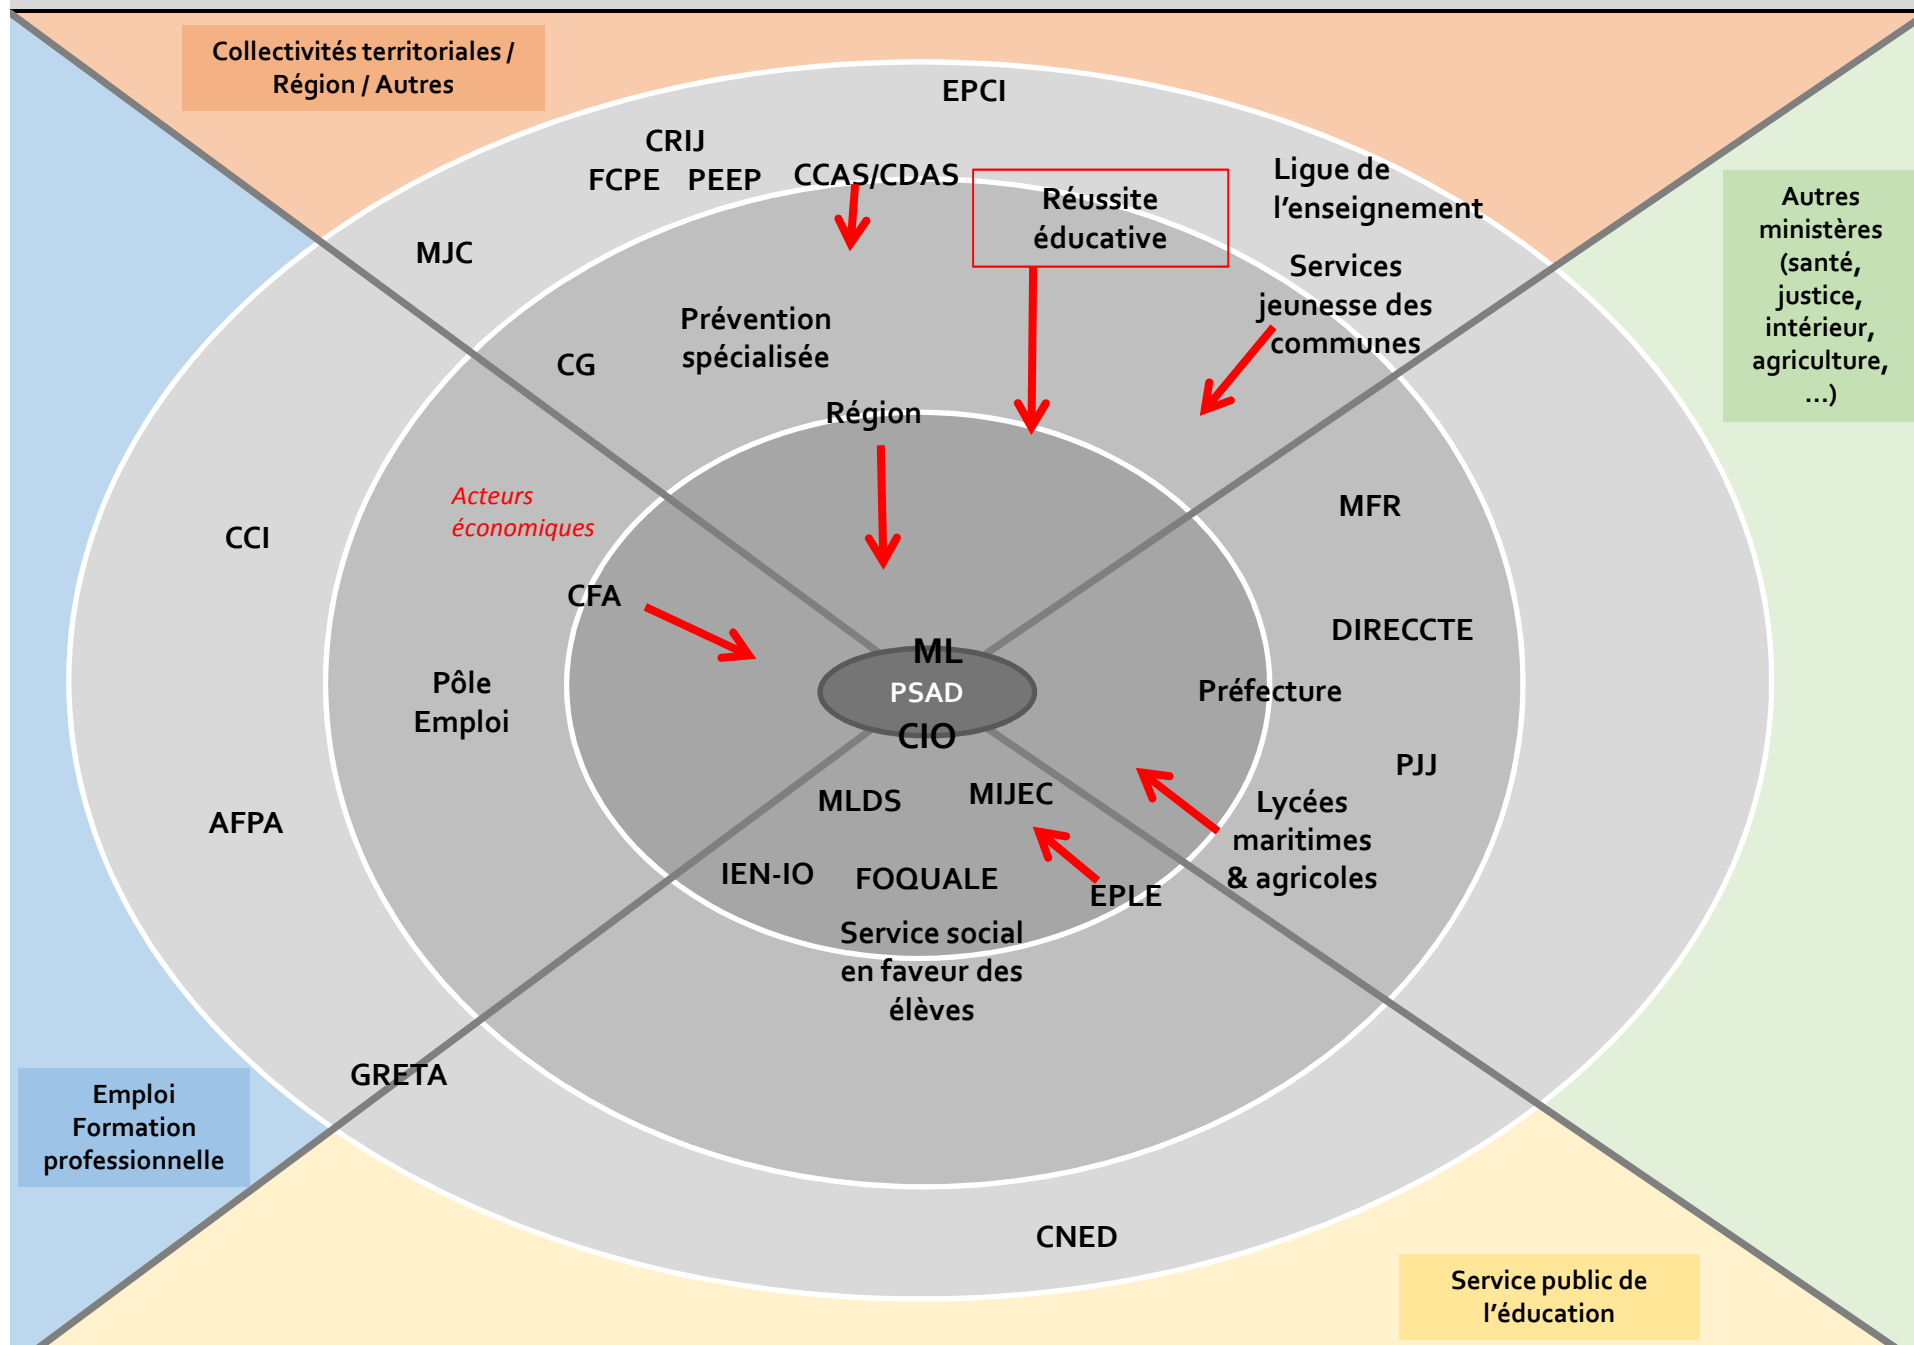 Collectivités territoriales /
Région / Autres
EPCI
CRIJ
FCPE PEEP
CCAS/CDAS
Réussite
éducative
Ligue de
l'enseignement
Autres
ministères
(santé,
justice,
intérieur,
agriculture,
...)
MJC
Services
jeunesse des
communes
Prévention
spécialisée
CG
Région
Acteurs
économiques
MFR
CCI
CFA
DIRECCTE
ML
PSAD
CIO
Préfecture
Pôle
Emploi
PJJ
MLDS
MIJEC
Lycées
maritimes
& agricoles
AFPA
IEN-IO
FOQUALE
EPLE
Service social
en faveur des
élèves
GRETA
Emploi
Formation
professionnelle
CNED
Service public de
l'éducation